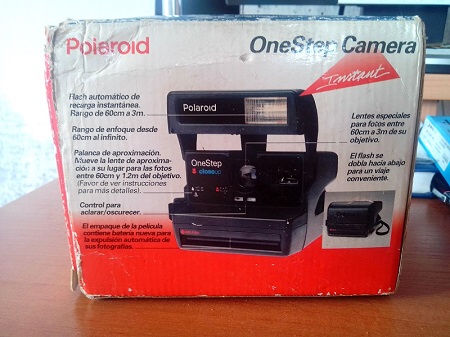 Polaroid
OneStep Camera
Instant
Flach automático de
recarga instantánea.
Rango de 60cm a 3m.
Rango de enfoque desde
60cm al infinito.
Palanca de aproximación.
Mueve la lente de aproxima-
ción a su lugar para las fotos
entre 60cm y 1.2m del objetivo.
(Favor de ver instrucciones
para más detalles).
Control para
aclarar/oscurecer.
El empaque de la película
contiene batería nueva para
la expulsión automática de
sus fotografías.
Polaroid
OneStep
closeup
Lentes especiales
para fotos entre
60cm a 3m de su
objetivo.
El flash se
dobla hacia abajo
para un viaje
conveniente.